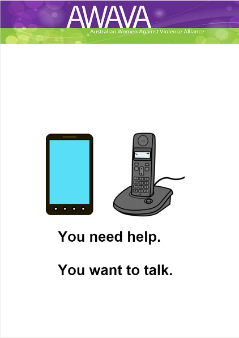 AWAVA
Australian Women Against Violence Alliance
You need help.
You want to talk.